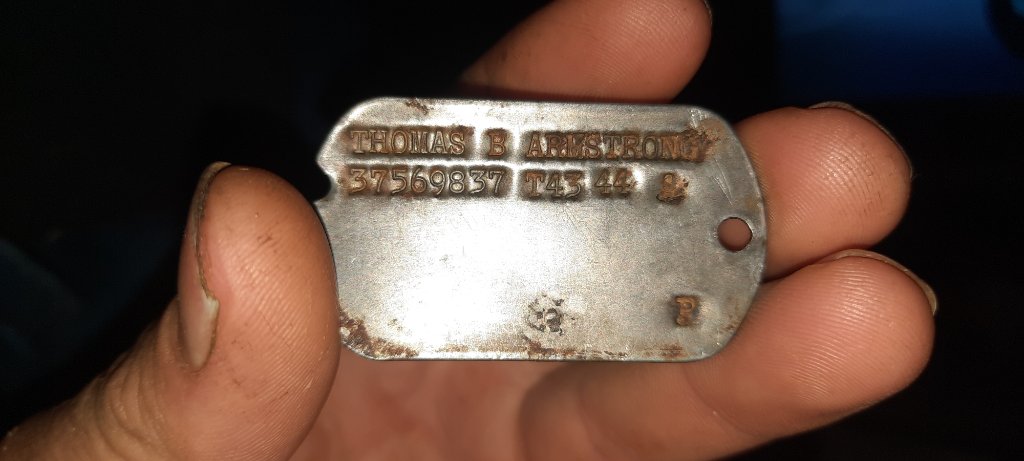 THOMAS B ARMSTRONG
37569837 T43 44
P